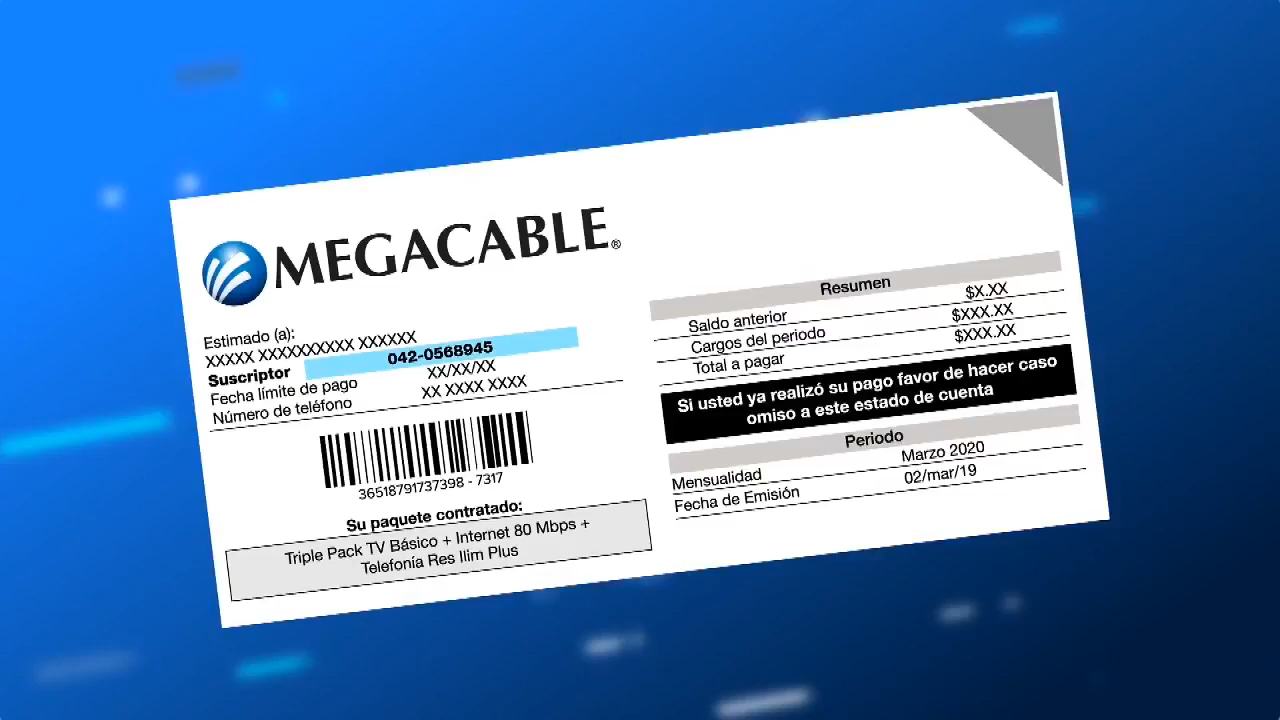 MEGACABLE®
Estimado (a):
XXXXX XXXXXXXXXX XXXXXX
Suscriptor 042-0568945
Fecha límite de pago XX/XX/XX
Número de teléfono XX XXXX XXXX
36518791737398 - 7317
Su paquete contratado:
Triple Pack TV Básico + Internet 80 Mbps +
Telefonía Res Ilim Plus
Resumen
Saldo anterior $X.XX
Cargos del periodo $XXX.XX
Total a pagar $XXX.XX
Si usted ya realizó su pago favor de hacer caso
omiso a este estado de cuenta
Periodo
Mensualidad Marzo 2020
Fecha de Emisión 02/mar/19